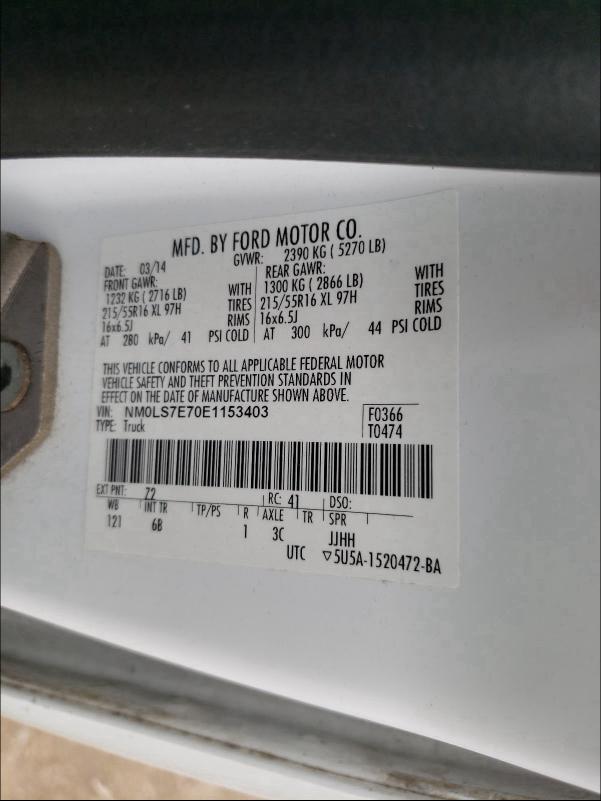 MFD. BY FORD MOTOR CO.
DATE: 03/14 GVWR: 2390 KG ( 5270 LB)
FRONT GAWR: REAR GAWR:
1232 KG ( 2716 LB) WITH 1300 KG ( 2866 LB) WITH
215/55R16 XL 97H TIRES 215/55R16 XL 97H TIRES
16x6.5J RIMS 16x6.5J RIMS
AT 280 kPa/ 41 PSI COLD AT 300 kPa/ 44 PSI COLD
THIS VEHICLE CONFORMS TO ALL APPLICABLE FEDERAL MOTOR
VEHICLE SAFETY AND THEFT PREVENTION STANDARDS IN
EFFECT ON THE DATE OF MANUFACTURE SHOWN ABOVE.
VIN: NM0LS7E70E1153403 F0366
TYPE: Truck T0474
EXT PNT: Z2 RC: 41 DSO:
WB INT TR TP/PS R AXLE TR SPR
121 6B 1 3C JJHH
UTC ▽5U5A-1520472-BA